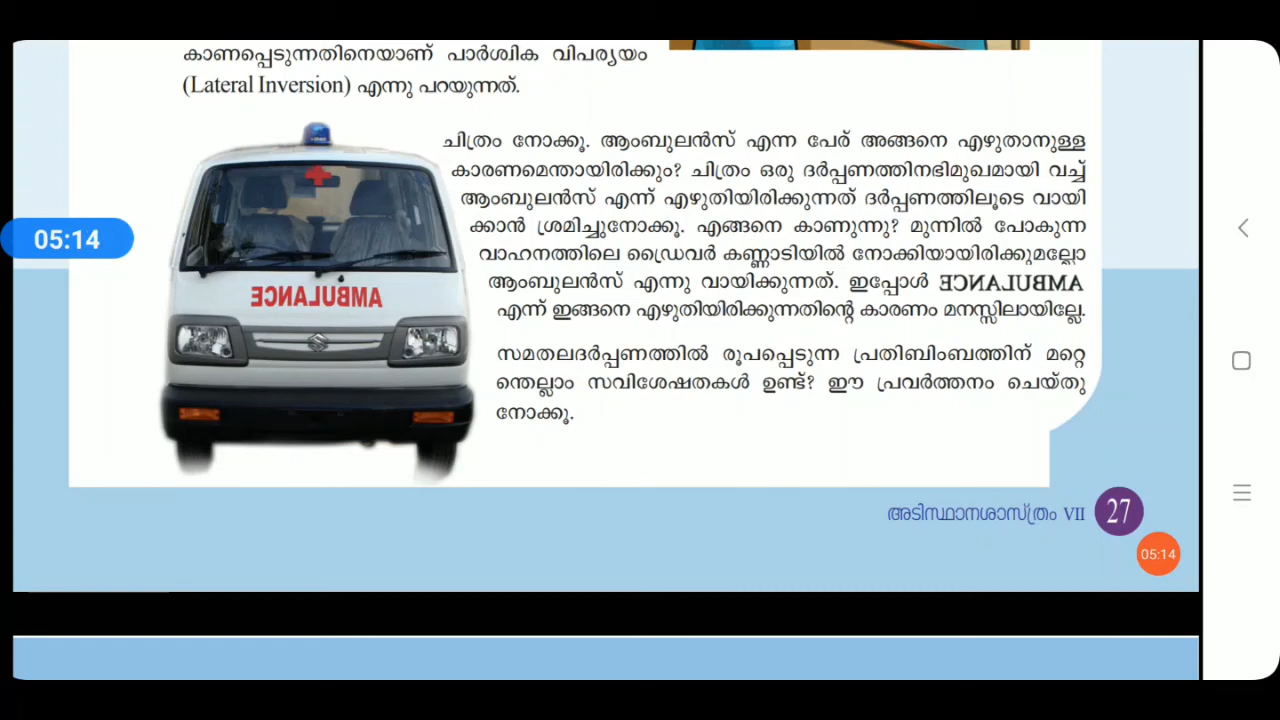 കാണപ്പെടുന്നതിനെയാണ് പാർശ്വിക വിപര്യയം
(Lateral Inversion) എന്നു പറയുന്നത്.
ചിത്രം നോക്കൂ. ആംബുലൻസ് എന്ന പേര് അങ്ങനെ എഴുതാനുള്ള
കാരണമെന്തായിരിക്കും? ചിത്രം ഒരു ദർപ്പണത്തിനഭിമുഖമായി വച്ച്
ആംബുലൻസ് എന്ന് എഴുതിയിരിക്കുന്നത് ദർപ്പണത്തിലൂടെ വായി
ക്കാൻ ശ്രമിച്ചുനോക്കൂ. എങ്ങനെ കാണുന്നു? മുന്നിൽ പോകുന്ന
വാഹനത്തിലെ ഡ്രൈവർ കണ്ണാടിയിൽ നോക്കിയായിരിക്കുമല്ലോ
ആംബുലൻസ് എന്നു വായിക്കുന്നത്. ഇപ്പോൾ AMBULANCE
എന്ന് ഇങ്ങനെ എഴുതിയിരിക്കുന്നതിന്റെ കാരണം മനസ്സിലായില്ലേ.
സമതലദർപ്പണത്തിൽ രൂപപ്പെടുന്ന പ്രതിബിംബത്തിന് മറ്റെ
ന്തെല്ലാം സവിശേഷതകൾ ഉണ്ട്? ഈ പ്രവർത്തനം ചെയ്തു
നോക്കൂ.
AMBULANCE
05:14
അടിസ്ഥാനശാസ്ത്രം VII 27
05:14